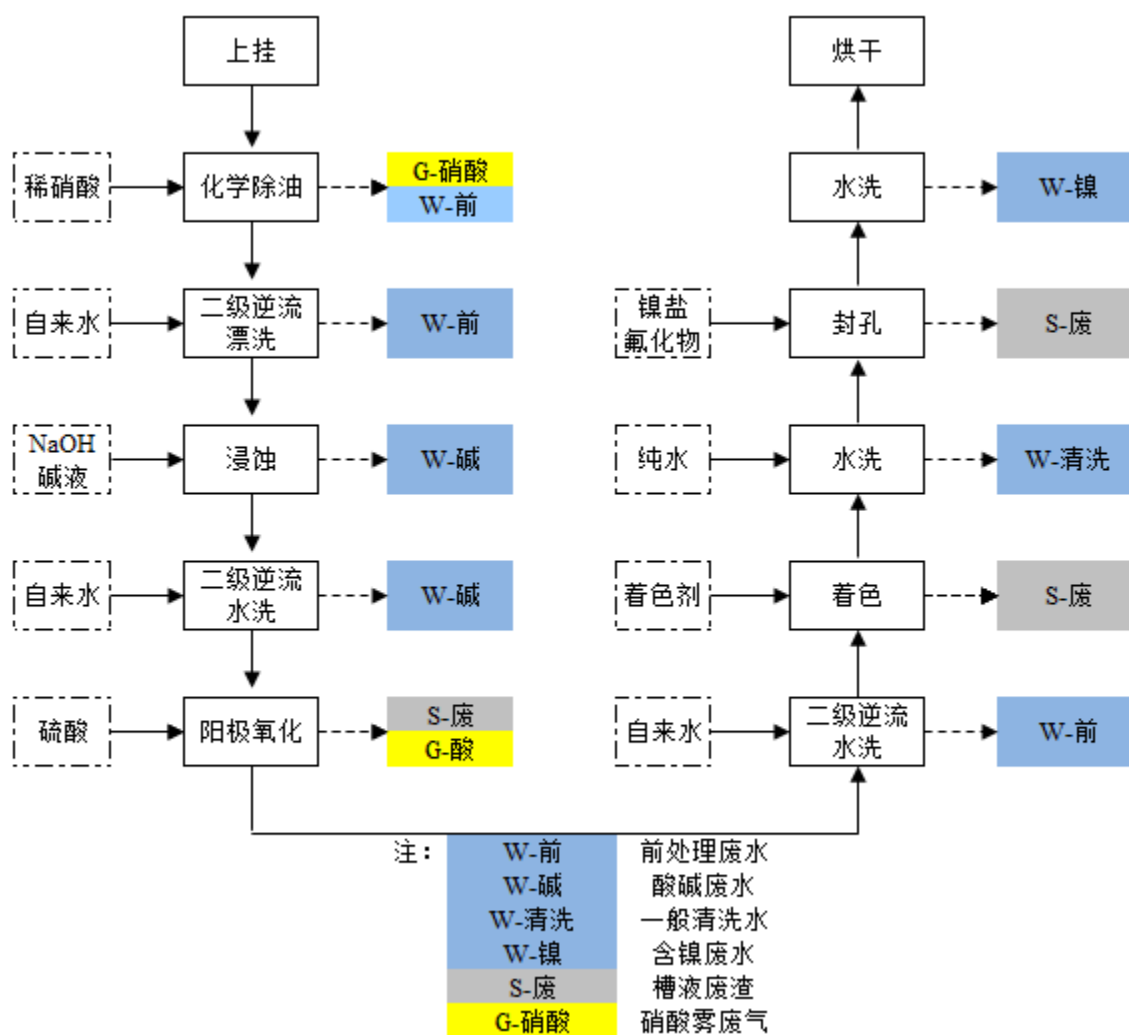 上挂
稀硝酸
化学除油
G-硝酸
W-前
自来水
二级逆流
漂洗
W-前
NaOH
碱液
浸蚀
W-碱
自来水
二级逆流
水洗
W-碱
硫酸
阳极氧化
S-废
G-酸
烘干
水洗
W-镍
镍盐
氟化物
封孔
S-废
纯水
水洗
W-清洗
着色剂
着色
S-废
自来水
二级逆流
水洗
W-前
注：
W-前 前处理废水
W-碱 酸碱废水
W-清洗 一般清洗水
W-镍 含镍废水
S-废 槽液废渣
G-硝酸 硝酸雾废气